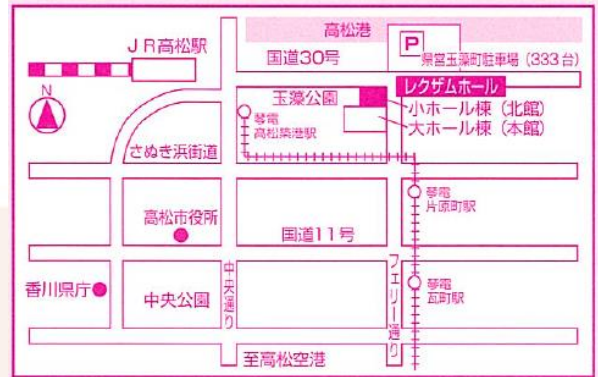 高松港
JR高松駅
国道30号
P
県営玉藻町駐車場(333台)
レクザムホール
小ホール棟(北館)
大ホール棟(本館)
玉藻公園
N
琴電
高松築港駅
さぬき浜街道
琴電
片原町駅
高松市役所
国道11号
香川県庁
中央公園
中央通り
フェリー通り
琴電
瓦町駅
至高松空港